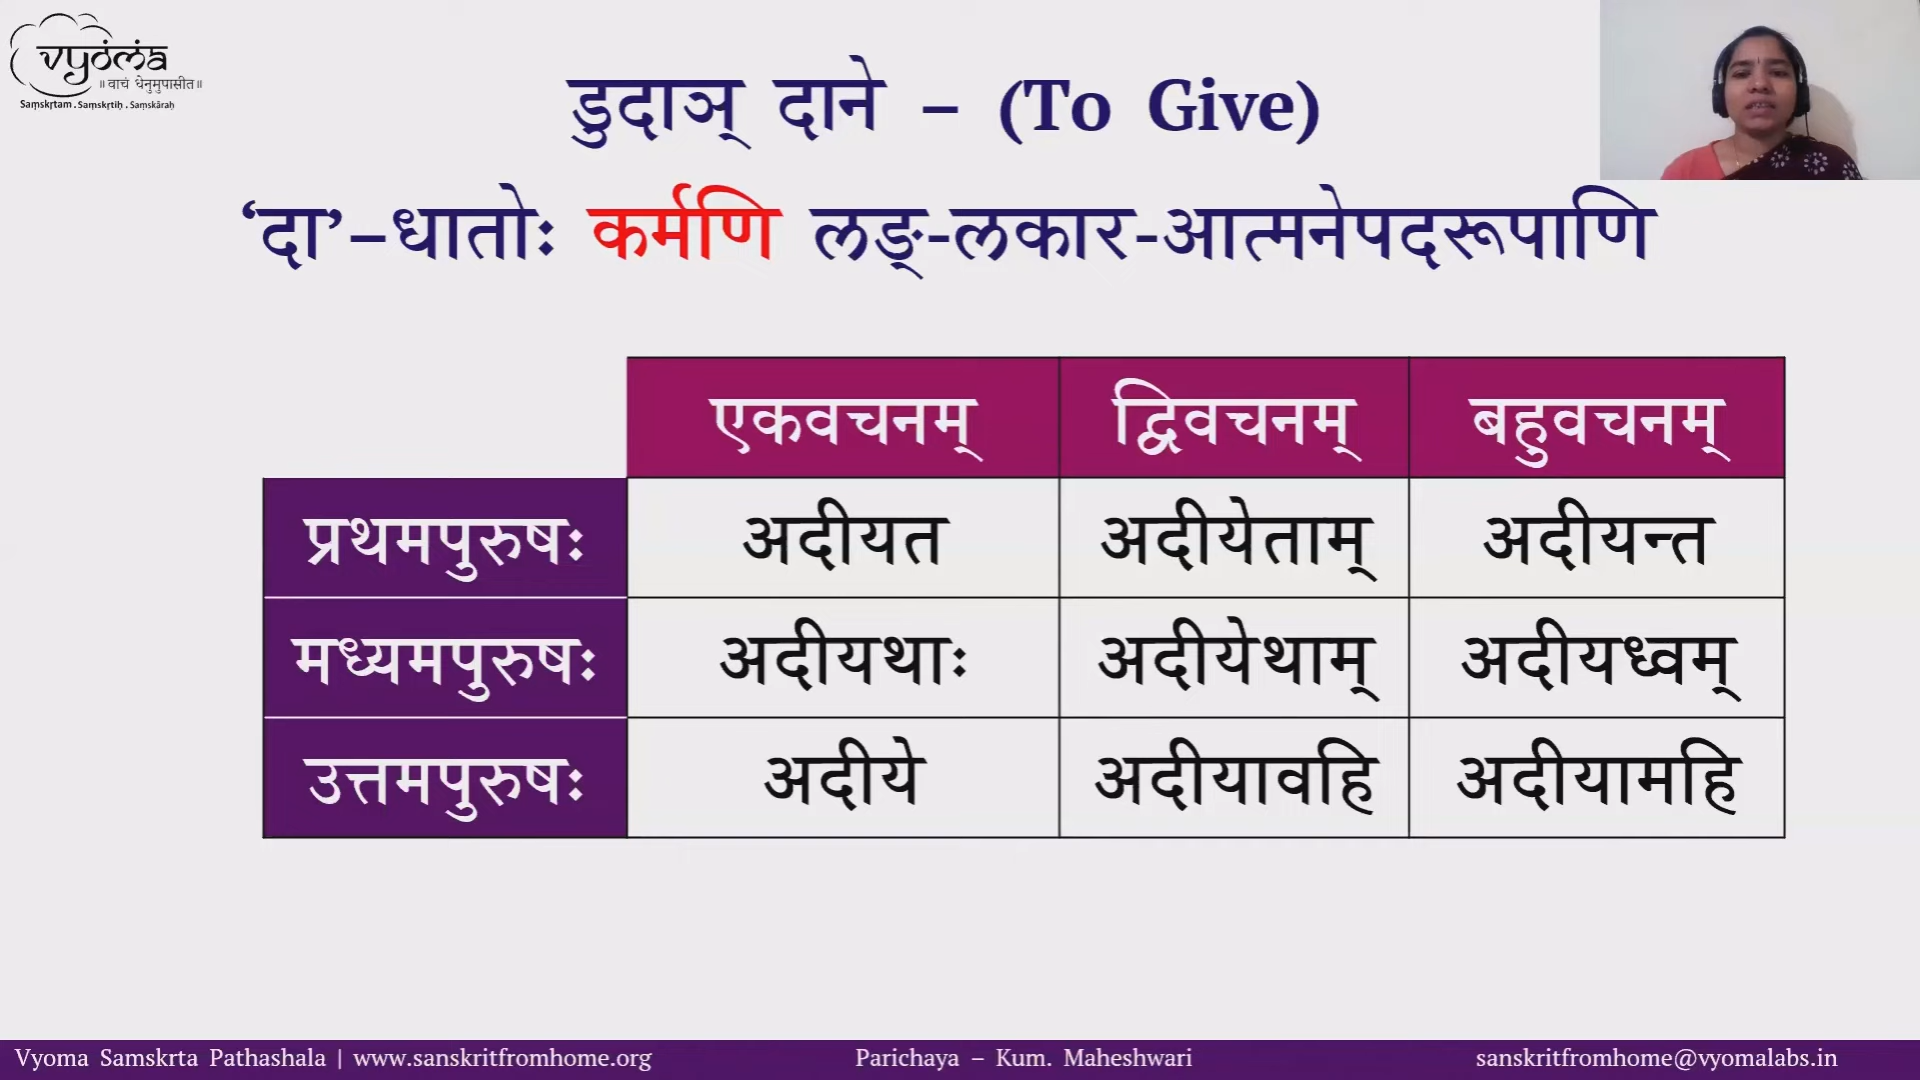 vyoma
॥ वाचं धेनुमुपासीत॥
Saṃskṛtam . Saṃskṛtiḥ . Saṃskāraḥ
डुदाञ् दाने – (To Give)
‘दा’–धातोः कर्मणि लङ्-लकार-आत्मनेपदरूपाणि
एकवचनम् द्विवचनम् बहुवचनम्
प्रथमपुरुषः अदीयत अदीयेताम् अदीयन्त
मध्यमपुरुषः अदीयथाः अदीयेथाम् अदीयध्वम्
उत्तमपुरुषः अदीये अदीयावहि अदीयामहि
Vyoma Samskrta Pathashala | www.sanskritfromhome.org Parichaya – Kum. Maheshwari sanskritfromhome@vyomalabs.in